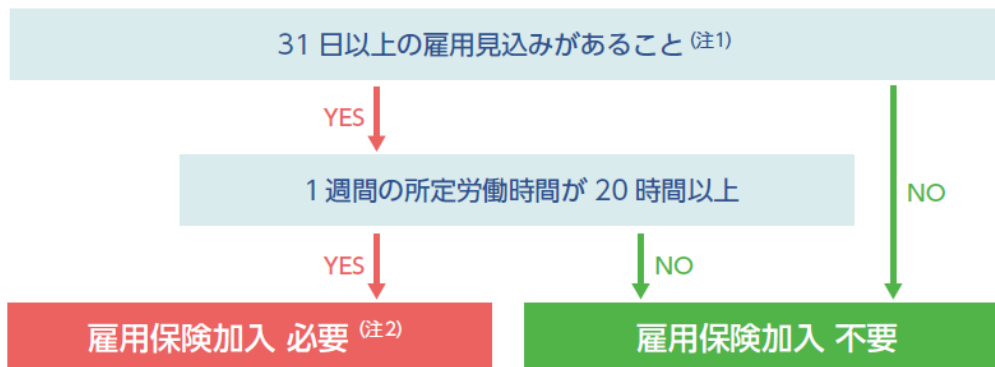 31日以上の雇用見込みがあること(注1)
YES
1週間の所定労働時間が 20 時間以上
NO
YES
NO
雇用保険加入 必要(注2)
雇用保険加入 不要